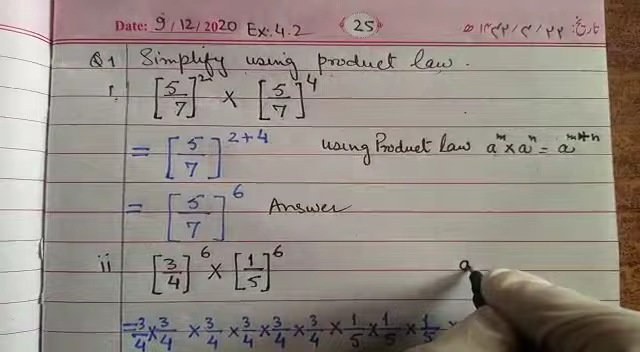 Date: 9/12/2020 Ex:4.2 25
Q1 Simplify using product law.
i. [5/7]^2 × [5/7]^4
= [5/7]^2+4 using Product law a^m × a^n = a^m+n
= [5/7]^6 Answer
ii [3/4]^6 × [1/5]^6 a
= 3/4 × 3/4 × 3/4 × 3/4 × 3/4 × 3/4 × 1/5 × 1/5 × 1/5 ×